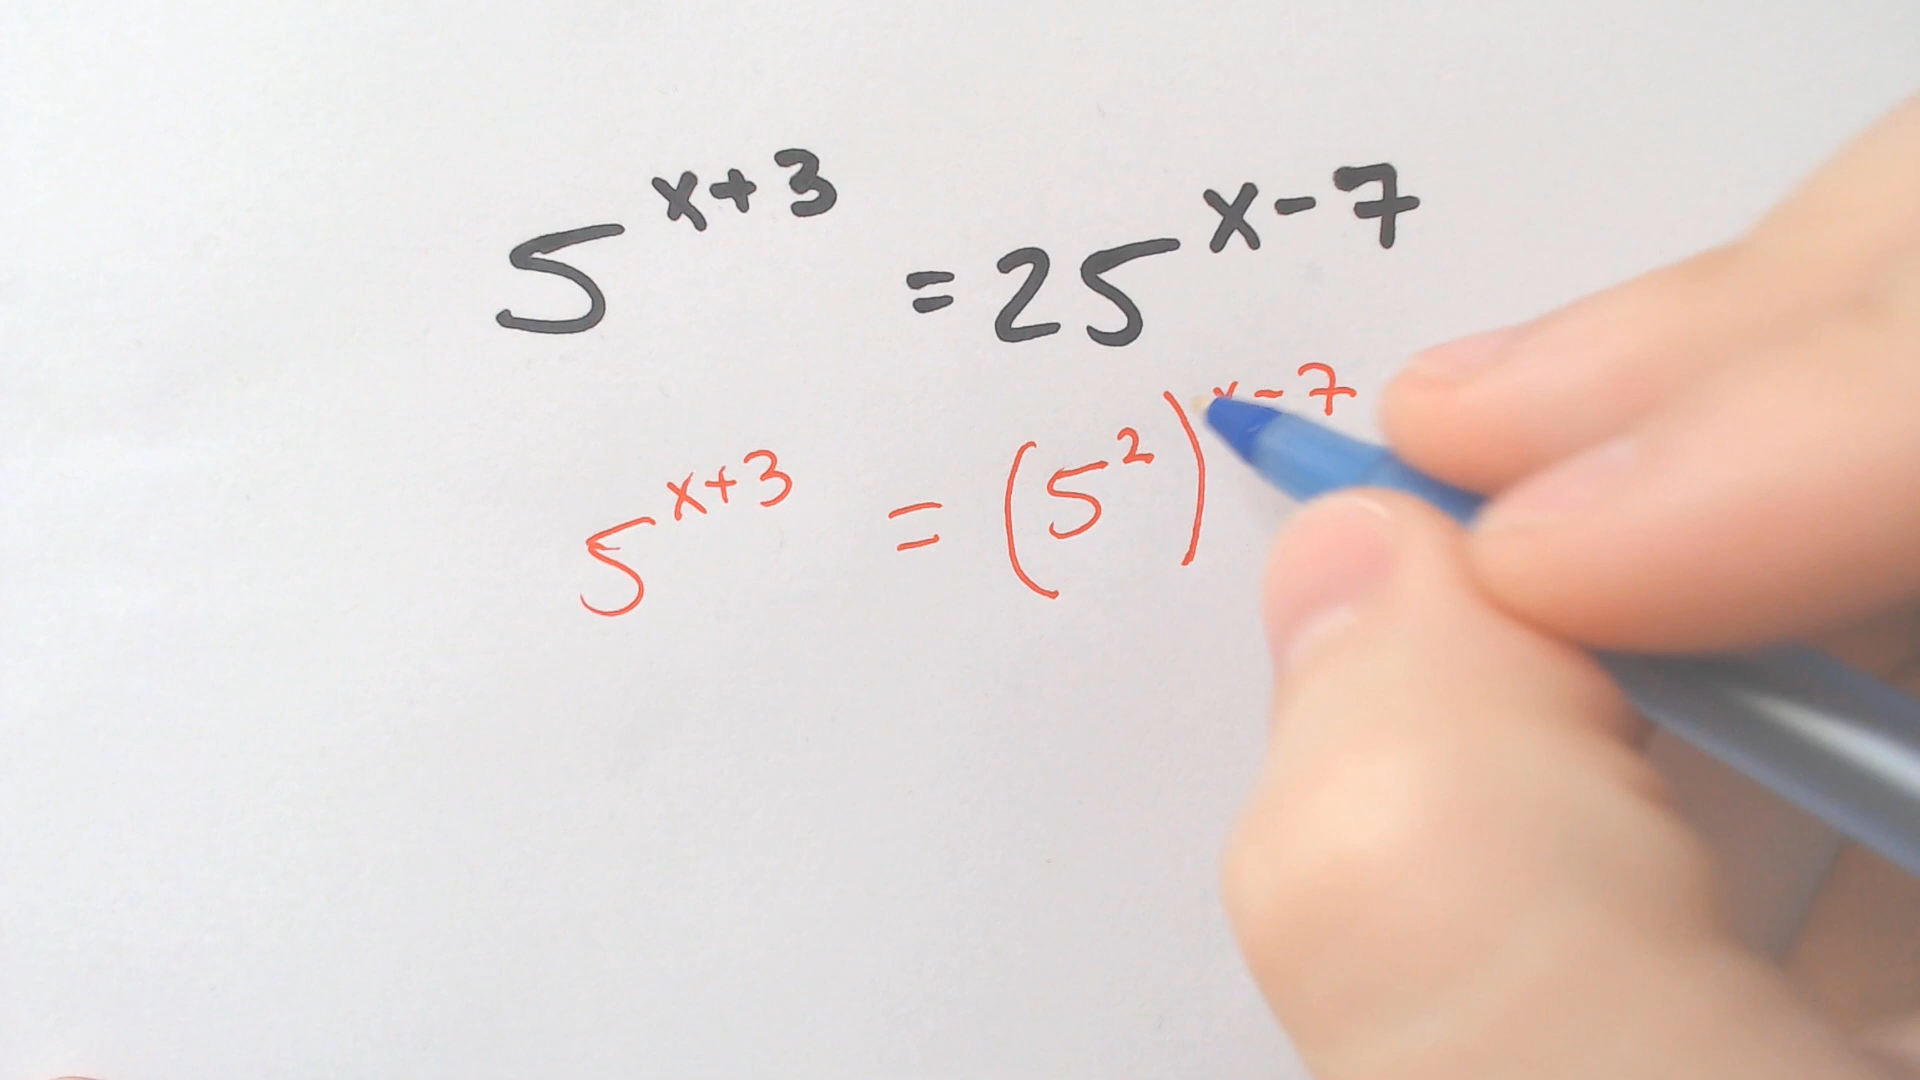 5^{x+3} = 25^{x-7}
5^{x+3} = (5^2)^{x-7}